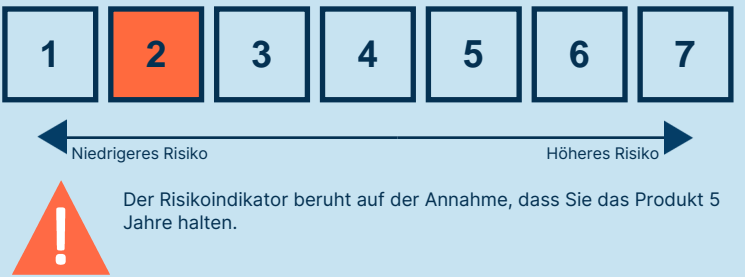 1 2 3 4 5 6 7
Niedrigeres Risiko Höheres Risiko
Der Risikoindikator beruht auf der Annahme, dass Sie das Produkt 5
Jahre halten.
!